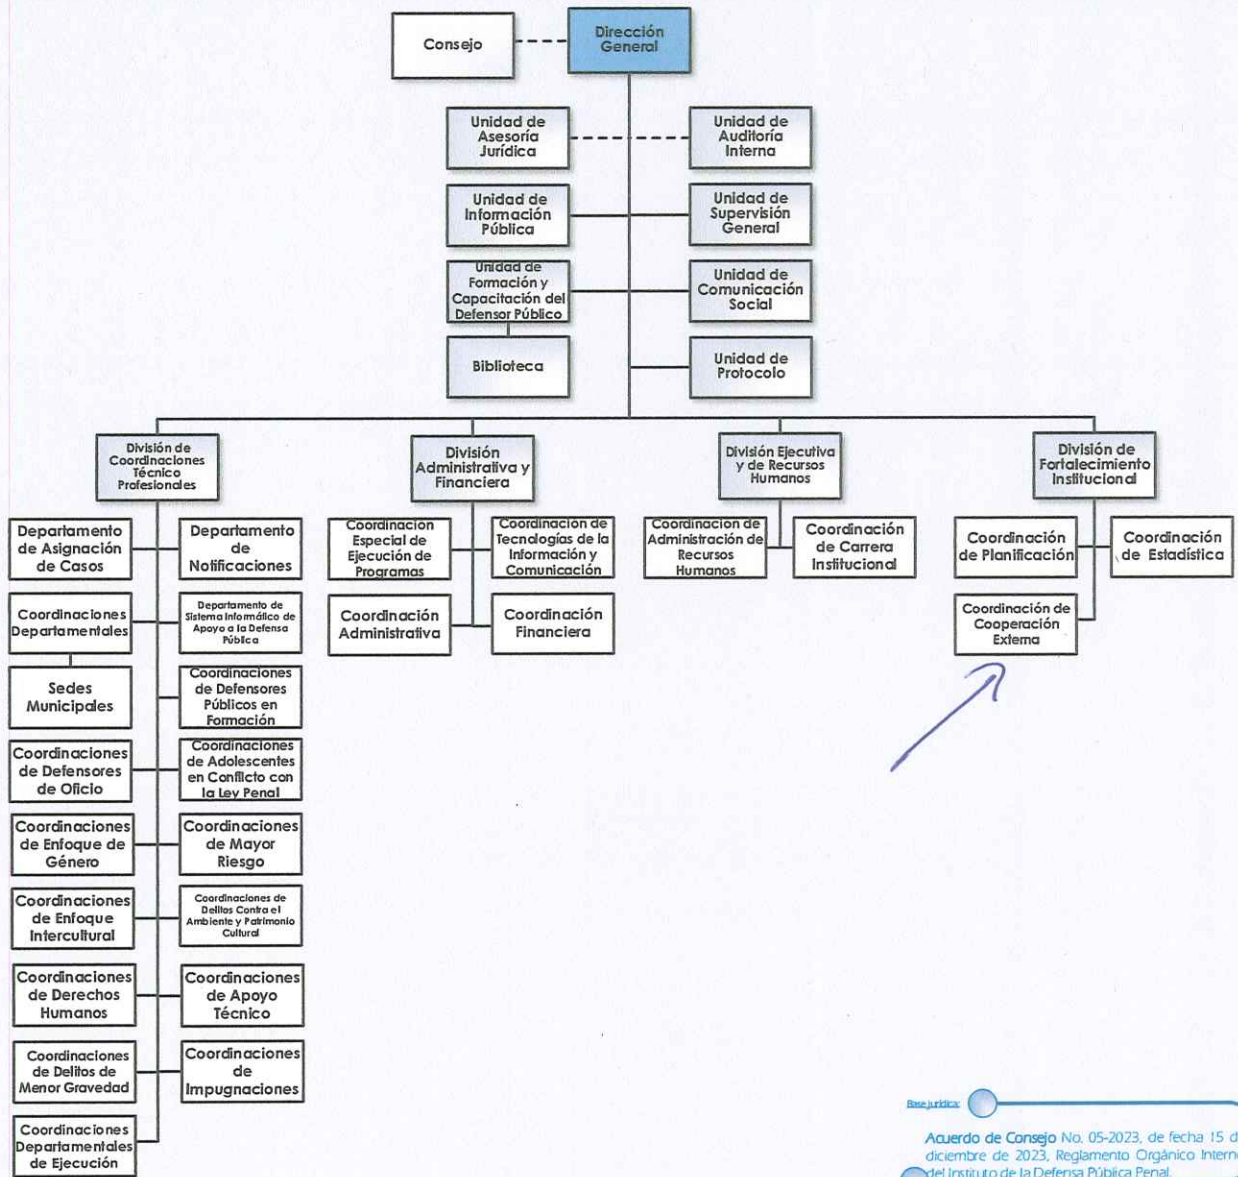 Consejo
Dirección
General
Unidad de
Asesoría
Jurídica
Unidad de
Auditoría
Interna
Unidad de
Información
Pública
Unidad de
Supervisión
General
Unidad de
Formación y
Capacitación del
Defensor Público
Unidad de
Comunicación
Social
Biblioteca
Unidad de
Protocolo
División de
Coordinaciones
Técnico
Profesionales
División
Administrativa y
Financiera
División Ejecutiva
y de Recursos
Humanos
División de
Fortalecimiento
Institucional
Departamento
de Asignación
de Casos
Departamento
de
Notificaciones
Coordinación
Especial de
Ejecución de
Programas
Coordinación de
Tecnologías de la
Información y
Comunicación
Coordinación de
Administración de
Recursos
Humanos
Coordinación
de Carrera
Institucional
Coordinación
de Planificación
Coordinación
de Estadística
Coordinaciones
Departamentales
Departamento de
Sistema Informático de
Apoyo a la Defensa
Pública
Coordinación
Administrativa
Coordinación
Financiera
Coordinación de
Cooperación
Externa
Sedes
Municipales
Coordinaciones
de Defensores
Públicos en
Formación
Coordinaciones
de Defensores
de Oficio
Coordinaciones
de Adolescentes
en Conflicto con
la Ley Penal
Coordinaciones
de Enfoque de
Género
Coordinaciones
de Mayor
Riesgo
Coordinaciones
de Enfoque
Intercultural
Coordinaciones de
Delitos Contra el
Ambiente y Patrimonio
Cultural
Coordinaciones
de Derechos
Humanos
Coordinaciones
de Apoyo
Técnico
Coordinaciones
de Delitos de
Menor Gravedad
Coordinaciones
de
Impugnaciones
Coordinaciones
Departamentales
de Ejecución
Base jurídica:
Acuerdo de Consejo No. 05-2023, de fecha 15 d
diciembre de 2023, Reglamento Orgánico Intern
del Instituto de la Defensa Pública Penal.